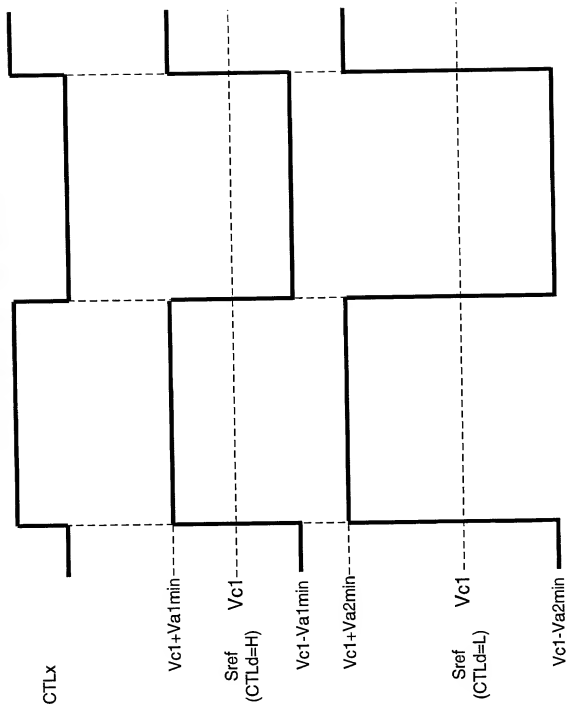 CTLx
Vc1+Va1min
Vc1
Sref
(CTLd=H)
Vc1-Va1min
Vc1+Va2min
Vc1
Sref
(CTLd=L)
Vc1-Va2min